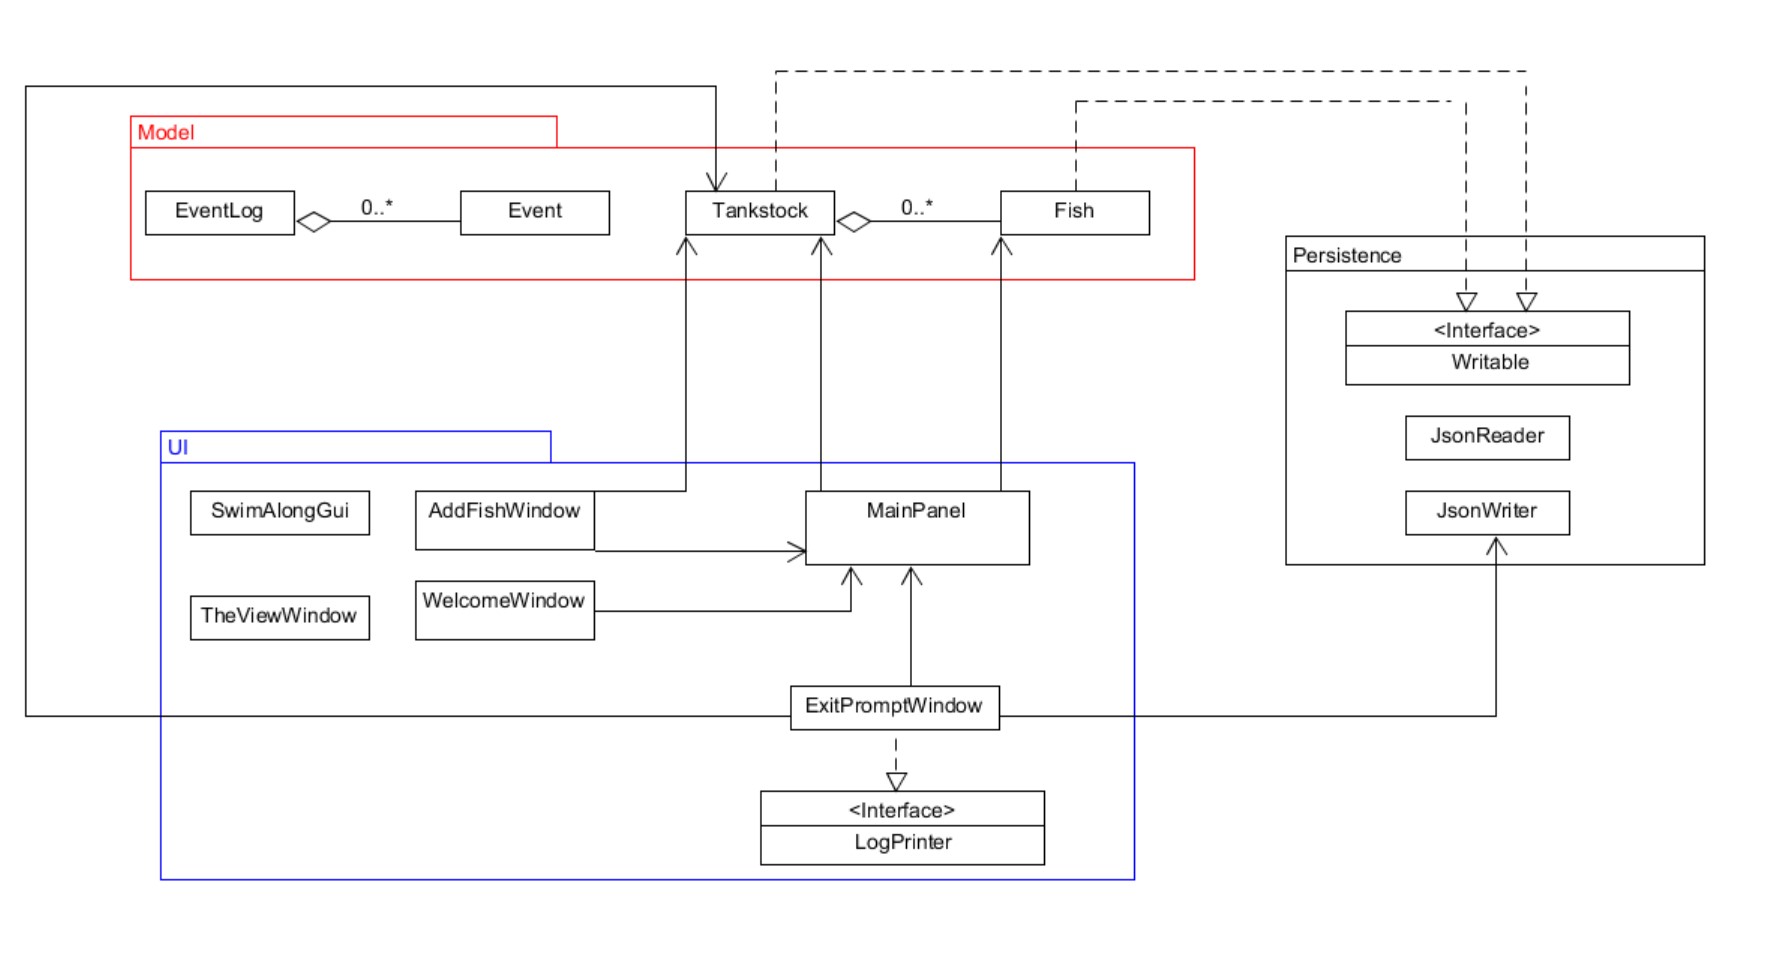 Model
EventLog
0..*
Event
Tankstock
0..*
Fish
Persistence
<Interface>
Writable
JsonReader
JsonWriter
UI
SwimAlongGui
AddFishWindow
MainPanel
TheViewWindow
WelcomeWindow
ExitPromptWindow
<Interface>
LogPrinter